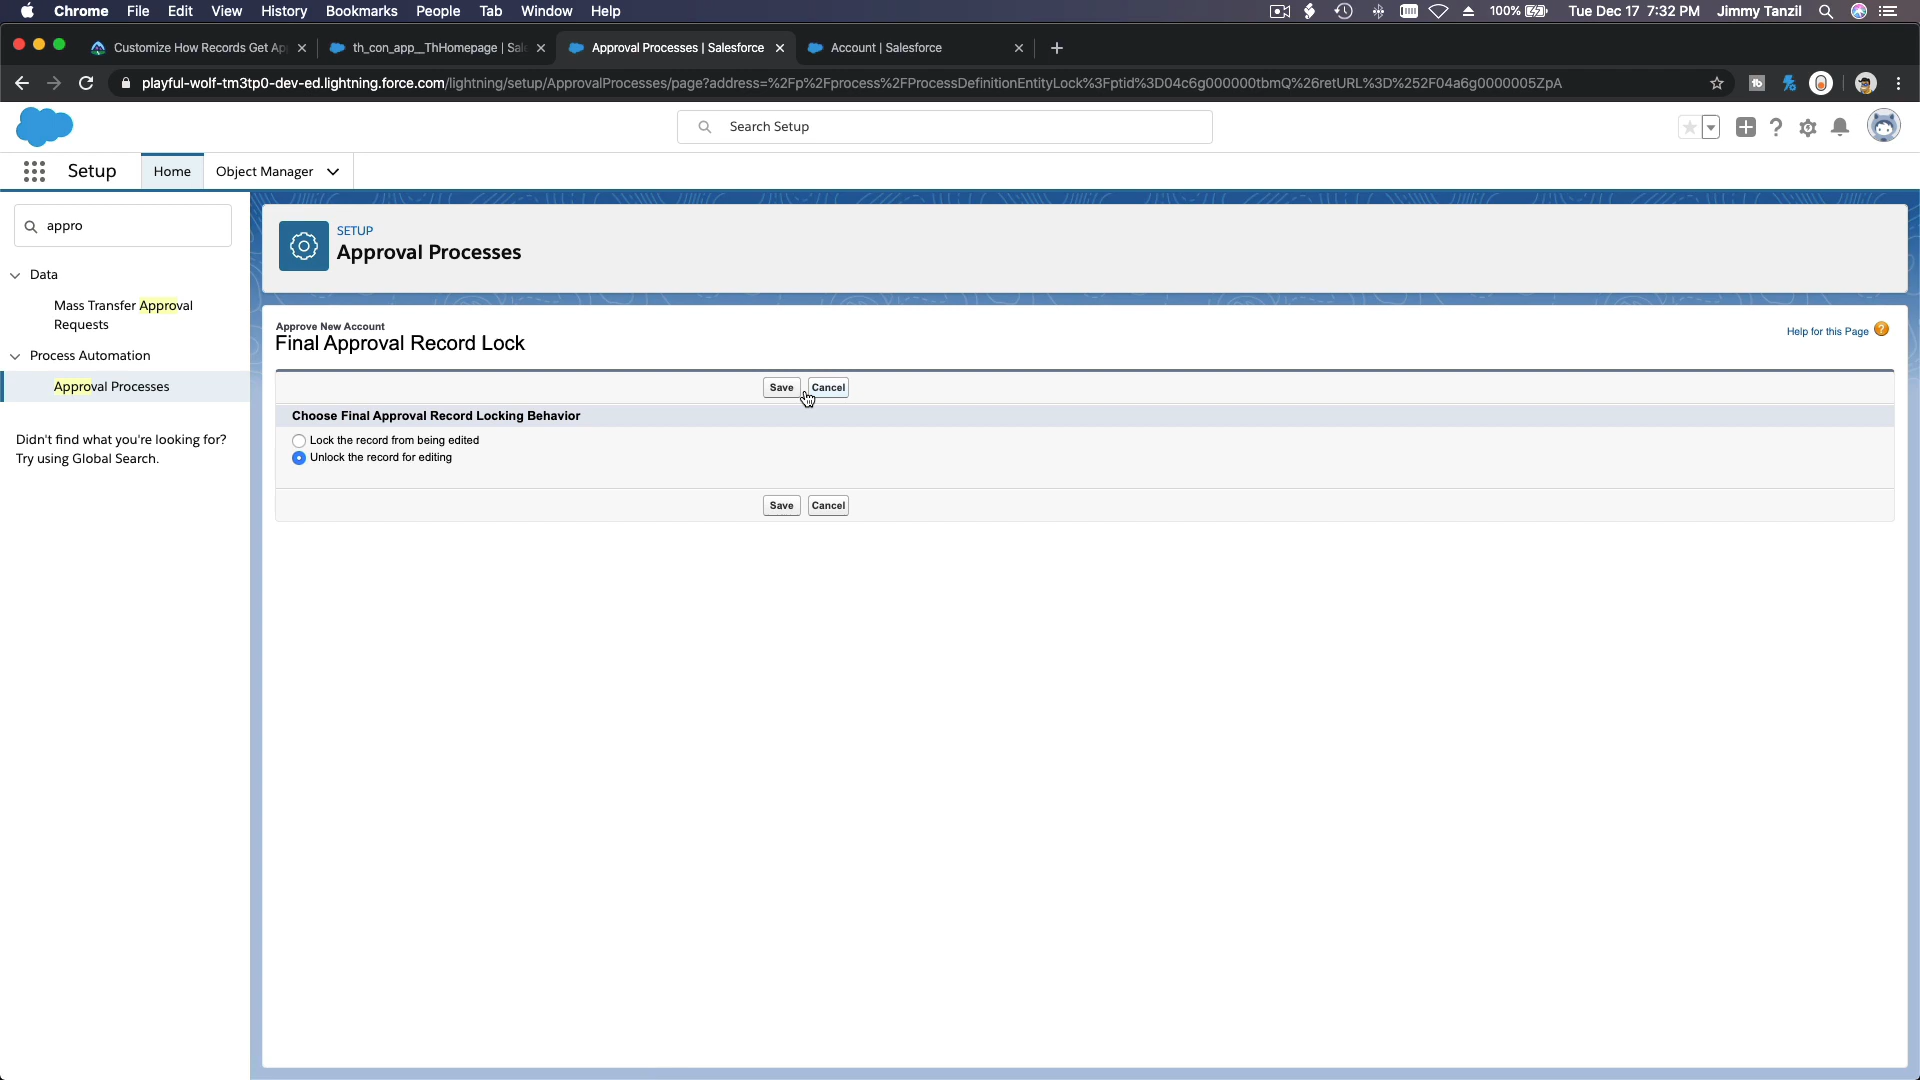 Chrome File Edit View History Bookmarks People Tab Window Help 100% Tue Dec 17 7:32 PM Jimmy Tanzil
Customize How Records Get Ap th_con_app__ThHomepage | Sal Approval Processes | Salesforce Account | Salesforce
playful-wolf-tm3tp0-dev-ed.lightning.force.com/lightning/setup/ApprovalProcesses/page?address=%2Fp%2Fprocess%2FProcessDefinitionEntityLock%3Fptid%3D04c6g000000tbmQ%26retURL%3D%252F04a6g0000005ZpA
Search Setup
Setup Home Object Manager
appro
Data
Mass Transfer Approval
Requests
Process Automation
Approval Processes
Didn't find what you're looking for?
Try using Global Search.
SETUP
Approval Processes
Approve New Account
Final Approval Record Lock
Help for this Page ?
Save Cancel
Choose Final Approval Record Locking Behavior
Lock the record from being edited
Unlock the record for editing
Save Cancel